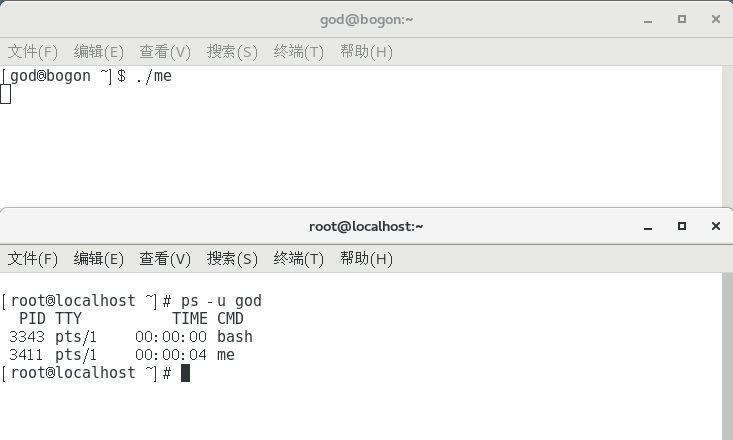 god@bogon:~
文件(F) 编辑(E) 查看(V) 搜索(S) 终端(T) 帮助(H)
[god@bogon ~]$ ./me
root@localhost:~
文件(F) 编辑(E) 查看(V) 搜索(S) 终端(T) 帮助(H)
[root@localhost ~]# ps -u god
PID TTY TIME CMD
3343 pts/1 00:00:00 bash
3411 pts/1 00:00:04 me
[root@localhost ~]#